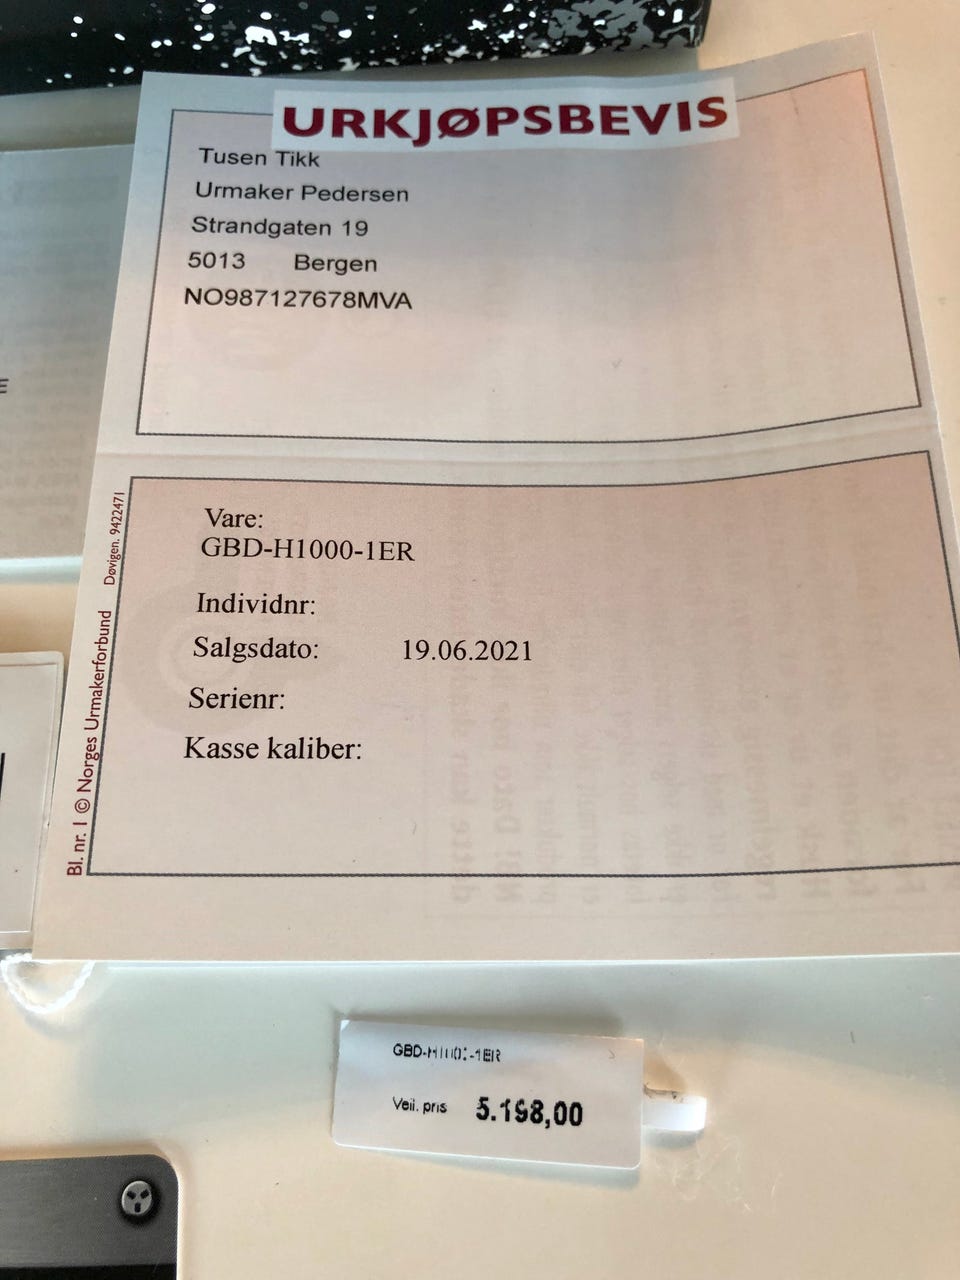 URKJØPSBEVIS
Tusen Tikk
Urmaker Pedersen
Strandgaten 19
5013 Bergen
NO987127678MVA
Vare:
GBD-H1000-1ER
Individnr:
Salgsdato: 19.06.2021
Serienr:
Kasse kaliber:
Bl. nr. 1 © Norges Urmakerforbund Døvigen. 9422471
E
Veil. pris 5.198,00